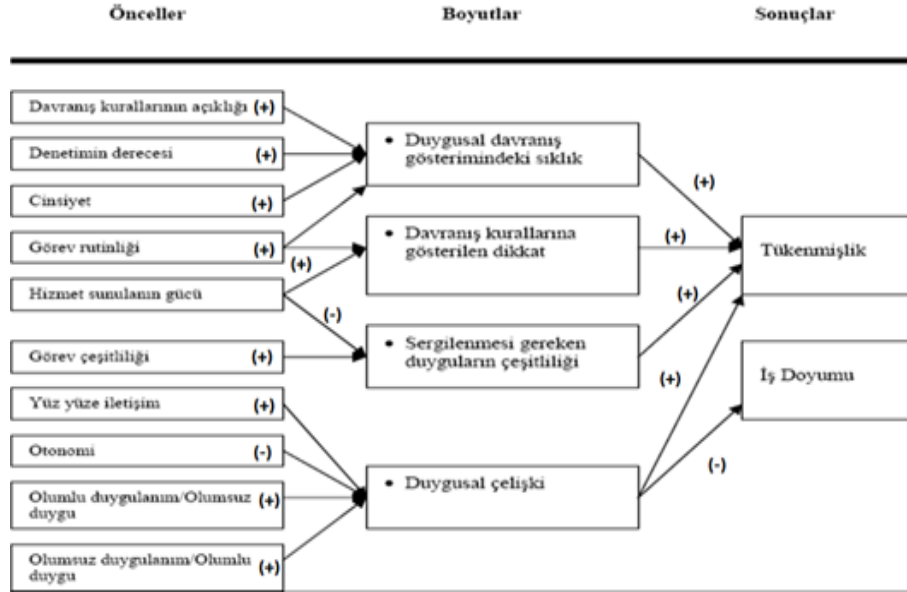 Önceller Boyutlar Sonuçlar
Davranış kurallarının açıklığı (+)
Denetimin derecesi (+)
Cinsiyet (+)
Görev rutinliği (+)
Hizmet sunulanın gücü
Görev çeşitliliği (+)
Yüz yüze iletişim (+)
Otonomi (-)
Olumlu duygulanım/Olumsuz
duygu (+)
Olumsuz duygulanım/Olumlu
duygu (+)
(+)
(-)
• Duygusal davranış
gösterimindeki sıklık
• Davranış kurallarına
gösterilen dikkat
• Sergilenmesi gereken
duyguların çeşitliliği
• Duygusal çelişki
(+)
(+)
(+)
(+)
(-)
Tükenmişlik
İş Doyumu